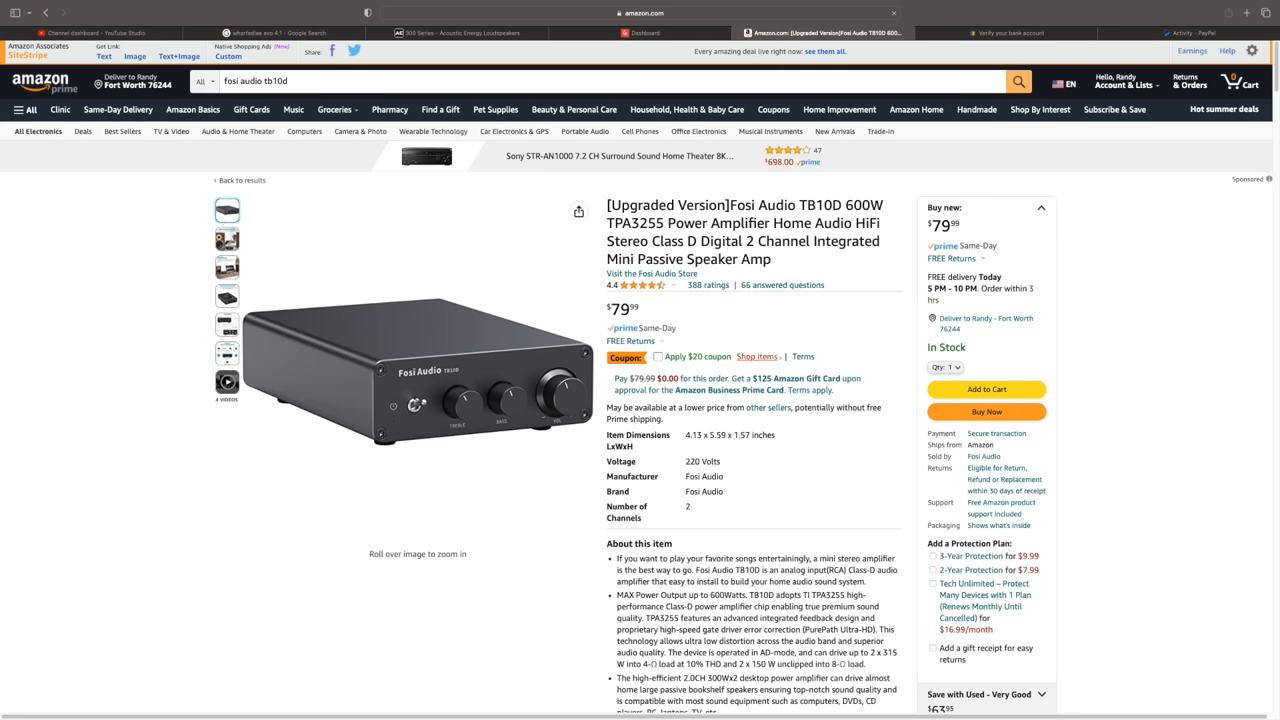 amazon.com
Channel dashboard - YouTube Studio
wharfedale evo 4.1 - Google Search
300 Series - Acoustic Energy Loudspeakers
Dashboard
Amazon.com: [Upgraded Version]Fosi Audio TB10D 600...
Verify your bank account
Activity - PayPal
Amazon Associates
SiteStripe
Get Link:
Text Image Text+Image
Native Shopping Ads (New)
Custom
Share:
Every amazing deal live right now: see them all.
Earnings Help
amazon
prime
Deliver to Randy
Fort Worth 76244
All
fosi audio tb10d
EN
Hello, Randy
Account & Lists
Returns
& Orders
0
Cart
All Clinic Same-Day Delivery Amazon Basics Gift Cards Music Groceries Pharmacy Find a Gift Pet Supplies Beauty & Personal Care Household, Health & Baby Care Coupons Home Improvement Amazon Home Handmade Shop By Interest Subscribe & Save Hot summer deals
All Electronics Deals Best Sellers TV & Video Audio & Home Theater Computers Camera & Photo Wearable Technology Car Electronics & GPS Portable Audio Cell Phones Office Electronics Musical Instruments New Arrivals Trade-In
Sony STR-AN1000 7.2 CH Surround Sound Home Theater 8K...
47
$698.00 prime
‹ Back to results
Sponsored
4 VIDEOS
Fosi Audio TB10D
TREBLE
BASS
VOL
Roll over image to zoom in
[Upgraded Version]Fosi Audio TB10D 600W
TPA3255 Power Amplifier Home Audio HiFi
Stereo Class D Digital 2 Channel Integrated
Mini Passive Speaker Amp
Visit the Fosi Audio Store
4.4 388 ratings | 66 answered questions
$79 99
prime Same-Day
FREE Returns
Coupon: Apply $20 coupon Shop items › | Terms
Pay $79.99 $0.00 for this order. Get a $125 Amazon Gift Card upon
approval for the Amazon Business Prime Card. Terms apply.
May be available at a lower price from other sellers, potentially without free
Prime shipping.
Item Dimensions 4.13 x 5.59 x 1.57 inches
LxWxH
Voltage 220 Volts
Manufacturer Fosi Audio
Brand Fosi Audio
Number of 2
Channels
About this item
• If you want to play your favorite songs entertainingly, a mini stereo amplifier
is the best way to go. Fosi Audio TB10D is an analog input(RCA) Class-D audio
amplifier that easy to install to build your home audio sound system.
• MAX Power Output up to 600Watts. TB10D adopts TI TPA3255 high-
performance Class-D power amplifier chip enabling true premium sound
quality. TPA3255 features an advanced integrated feedback design and
proprietary high-speed gate driver error correction (PurePath Ultra-HD). This
technology allows ultra low distortion across the audio band and superior
audio quality. The device is operated in AD-mode, and can drive up to 2 x 315
W into 4-Ω load at 10% THD and 2 x 150 W unclipped into 8-Ω load.
• The high-efficient 2.0CH 300Wx2 desktop power amplifier can drive almost
home large passive bookshelf speakers ensuring top-notch sound quality and
is compatible with most sound equipment such as computers, DVDs, CD
players, PC, laptops, TV, etc.
Buy new:
$79 99
prime Same-Day
FREE Returns
FREE delivery Today
5 PM - 10 PM. Order within 3
hrs
Deliver to Randy - Fort Worth
76244
In Stock
Qty: 1
Add to Cart
Buy Now
Payment Secure transaction
Ships from Amazon
Sold by Fosi Audio
Returns Eligible for Return,
Refund or Replacement
within 30 days of receipt
Support Free Amazon product
support included
Packaging Shows what's inside
Add a Protection Plan:
3-Year Protection for $9.99
2-Year Protection for $7.99
Tech Unlimited – Protect
Many Devices with 1 Plan
(Renews Monthly Until
Cancelled) for
$16.99/month
Add a gift receipt for easy
returns
Save with Used - Very Good
$63 95